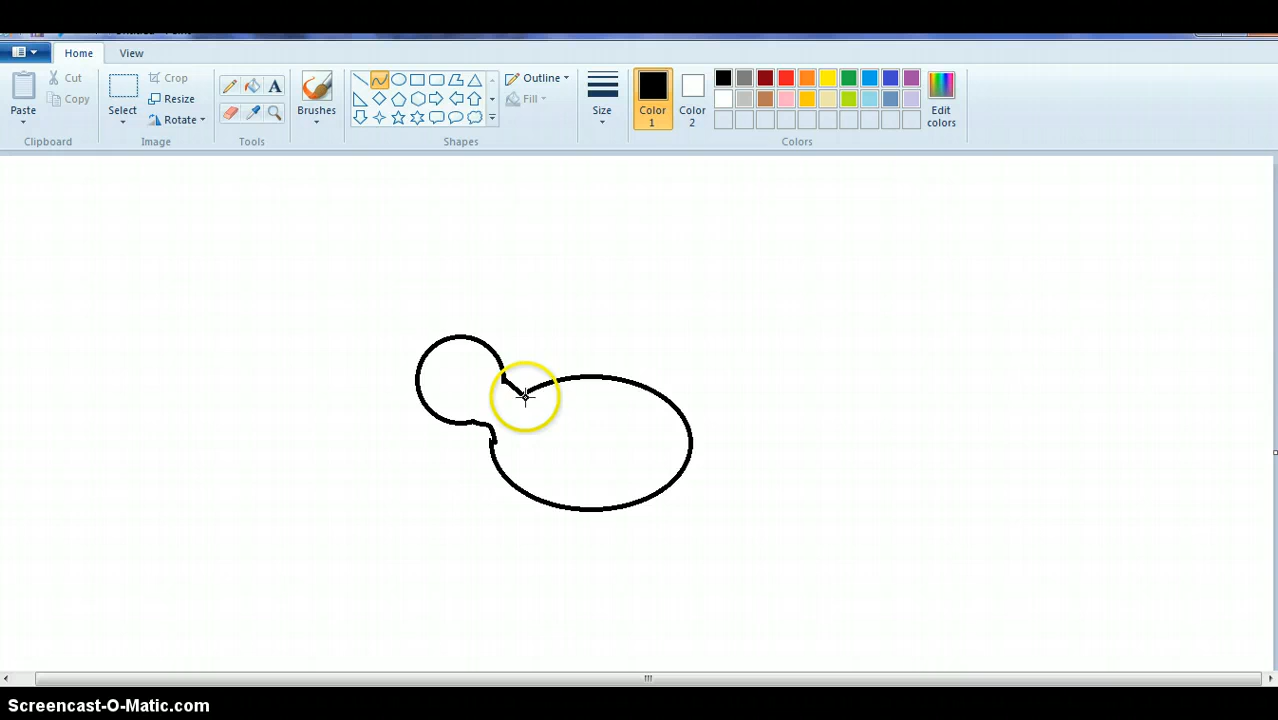 Home View
Cut
Copy
Paste
Clipboard
Crop
Resize
Rotate
Select
Image
A
Tools
Brushes
Outline
Fill
Shapes
Size
Color
1
Color
2
Edit
colors
Colors
Screencast-O-Matic.com